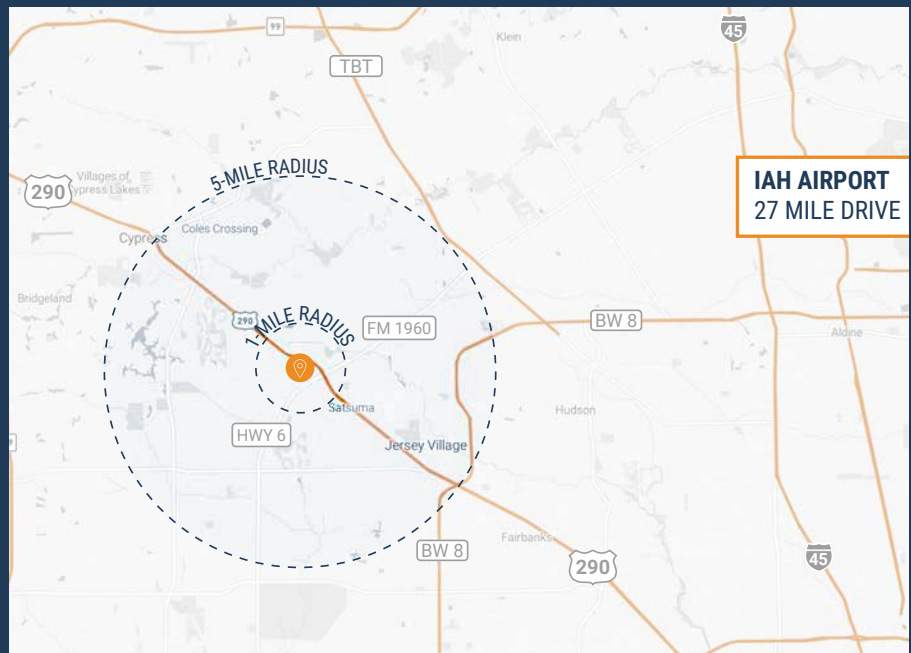 99
Klein
45
TBT
5-MILE RADIUS
290
Villages of
Cypress Lakes
IAH AIRPORT
27 MILE DRIVE
Cypress
Coles Crossing
Bridgeland
290
1-MILE RADIUS
FM 1960
BW 8
Aldine
Satsuma
Hudson
HWY 6
Jersey Village
BW 8
Fairbanks
290
45